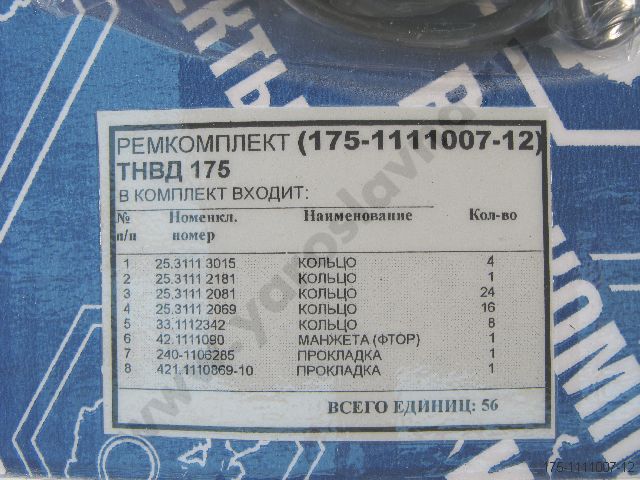 РЕМКОМПЛЕКТ (175-1111007-12)
ТНВД 175
В КОМПЛЕКТ ВХОДИТ:
№ п/п Номенкл. номер Наименование Кол-во
1 25.3111 3015 КОЛЬЦО 4
2 25.3111 2181 КОЛЬЦО 1
3 25.3111 2081 КОЛЬЦО 24
4 25.3111 2069 КОЛЬЦО 16
5 33.1112342 КОЛЬЦО 8
6 42.1111090 МАНЖЕТА (ФТОР) 1
7 240-1106285 ПРОКЛАДКА 1
8 421.1110869-10 ПРОКЛАДКА 1
ВСЕГО ЕДИНИЦ: 56
175-1111007-12